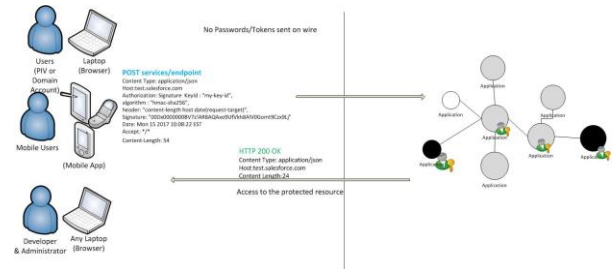 No Passwords/Tokens sent on wire
Users
(PIV or
Domain
Account)
Laptop
(Browser)
POST services/endpoint
Content Type: application/json
Host:test.salesforce.com
Authorization: Signature: KeyId : "my-key-id",
algorithm : "hmac-sha256",
header: "content-length host date(request-target)",
Mon 15 2017 10:08:22 EST
Accept: */*
Content-Length: 54
Mobile Users
(Mobile App)
HTTP 200 OK
Content Type: application/json
Host:test.salesforce.com
Content Length:24
Access to the protected resource
Developer
& Administrator
Any Laptop
(Browser)
Application
Application
Application
Application
Application
Application
Application